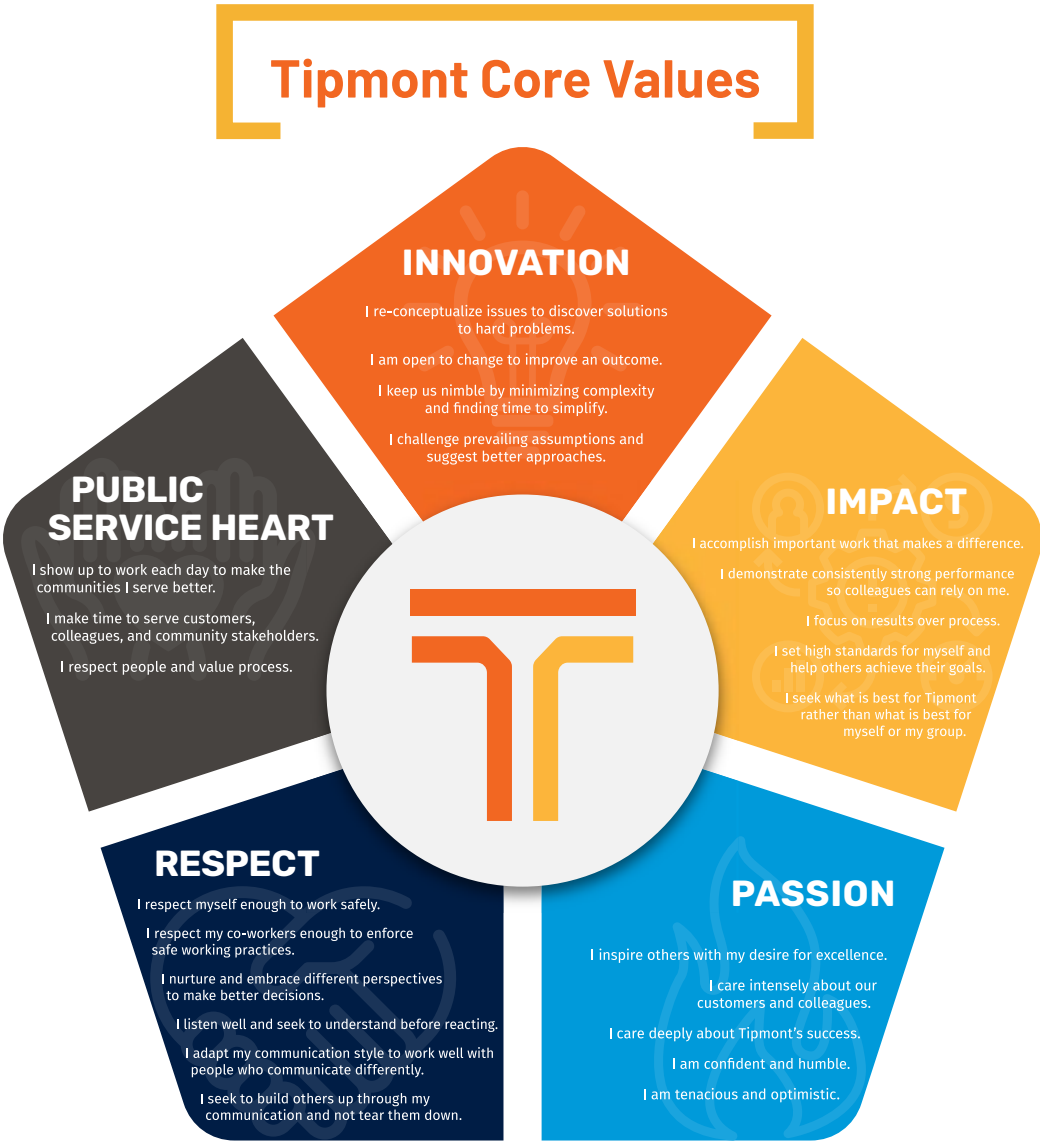 Tipmont Core Values
INNOVATION
I re-conceptualize issues to discover solutions
to hard problems.
I am open to change to improve an outcome.
I keep us nimble by minimizing complexity
and finding time to simplify.
I challenge prevailing assumptions and
suggest better approaches.
IMPACT
I accomplish important work that makes a difference.
I demonstrate consistently strong performance
so colleagues can rely on me.
I focus on results over process.
I set high standards for myself and
help others achieve their goals.
I seek what is best for Tipmont
rather than what is best for
myself or my group.
PASSION
I inspire others with my desire for excellence.
I care intensely about our
customers and colleagues.
I care deeply about Tipmont's success.
I am confident and humble.
I am tenacious and optimistic.
RESPECT
I respect myself enough to work safely.
I respect my co-workers enough to enforce
safe working practices.
I nurture and embrace different perspectives
to make better decisions.
I listen well and seek to understand before reacting.
I adapt my communication style to work well with
people who communicate differently.
I seek to build others up through my
communication and not tear them down.
PUBLIC
SERVICE HEART
I show up to work each day to make the
communities I serve better.
I make time to serve customers,
colleagues, and community stakeholders.
I respect people and value process.